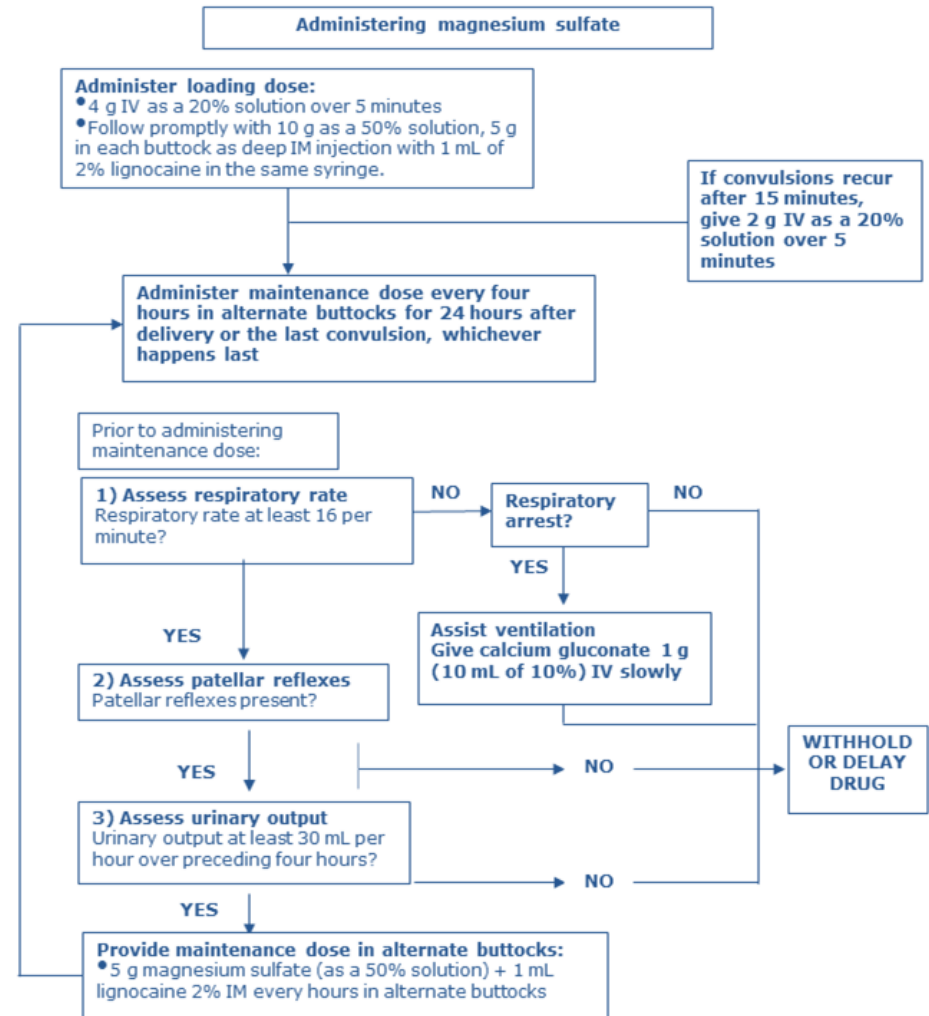 Administering magnesium sulfate
Administer loading dose:
•4 g IV as a 20% solution over 5 minutes
•Follow promptly with 10 g as a 50% solution, 5 g
in each buttock as deep IM injection with 1 mL of
2% lignocaine in the same syringe.
If convulsions recur
after 15 minutes,
give 2 g IV as a 20%
solution over 5
minutes
Administer maintenance dose every four
hours in alternate buttocks for 24 hours after
delivery or the last convulsion, whichever
happens last
Prior to administering
maintenance dose:
1) Assess respiratory rate
Respiratory rate at least 16 per
minute?
NO
Respiratory
arrest?
NO
YES
YES
Assist ventilation
Give calcium gluconate 1 g
(10 mL of 10%) IV slowly
2) Assess patellar reflexes
Patellar reflexes present?
YES
NO
WITHHOLD
OR DELAY
DRUG
3) Assess urinary output
Urinary output at least 30 mL per
hour over preceding four hours?
NO
YES
Provide maintenance dose in alternate buttocks:
•5 g magnesium sulfate (as a 50% solution) + 1 mL
lignocaine 2% IM every hours in alternate buttocks